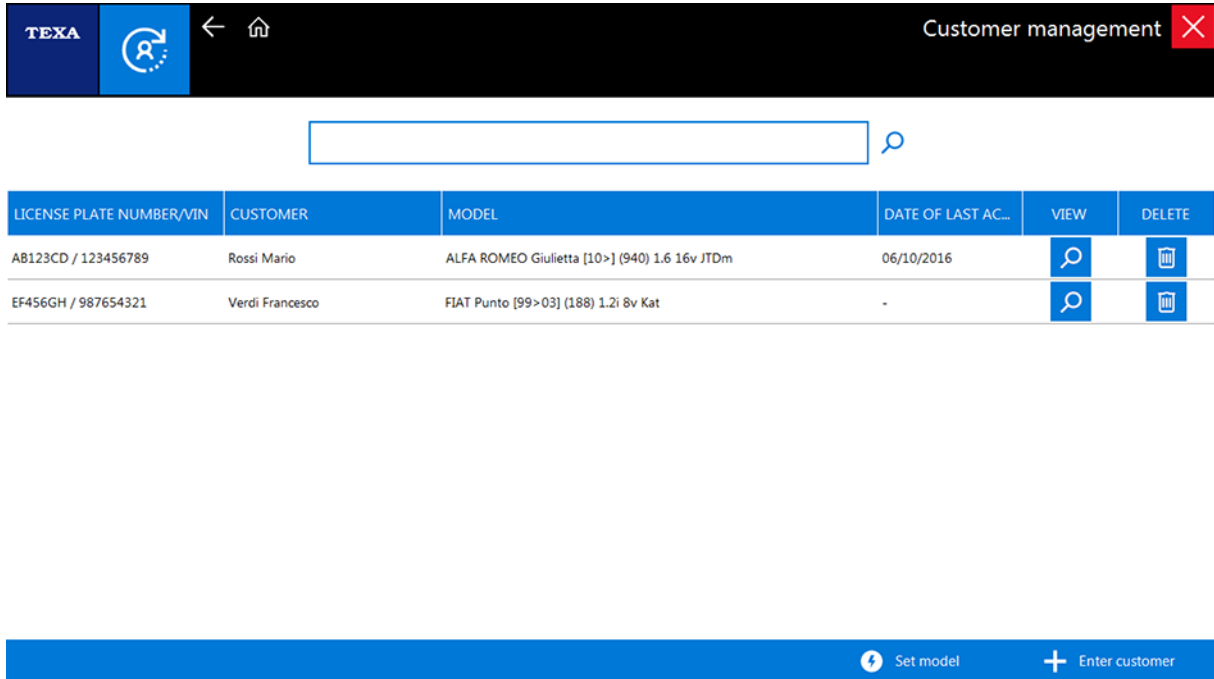 TEXA
Customer management
LICENSE PLATE NUMBER/VIN CUSTOMER MODEL DATE OF LAST AC... VIEW DELETE
AB123CD / 123456789 Rossi Mario ALFA ROMEO Giulietta [10>] (940) 1.6 16v JTDm 06/10/2016
EF456GH / 987654321 Verdi Francesco FIAT Punto [99>03] (188) 1.2i 8v Kat -
Set model Enter customer